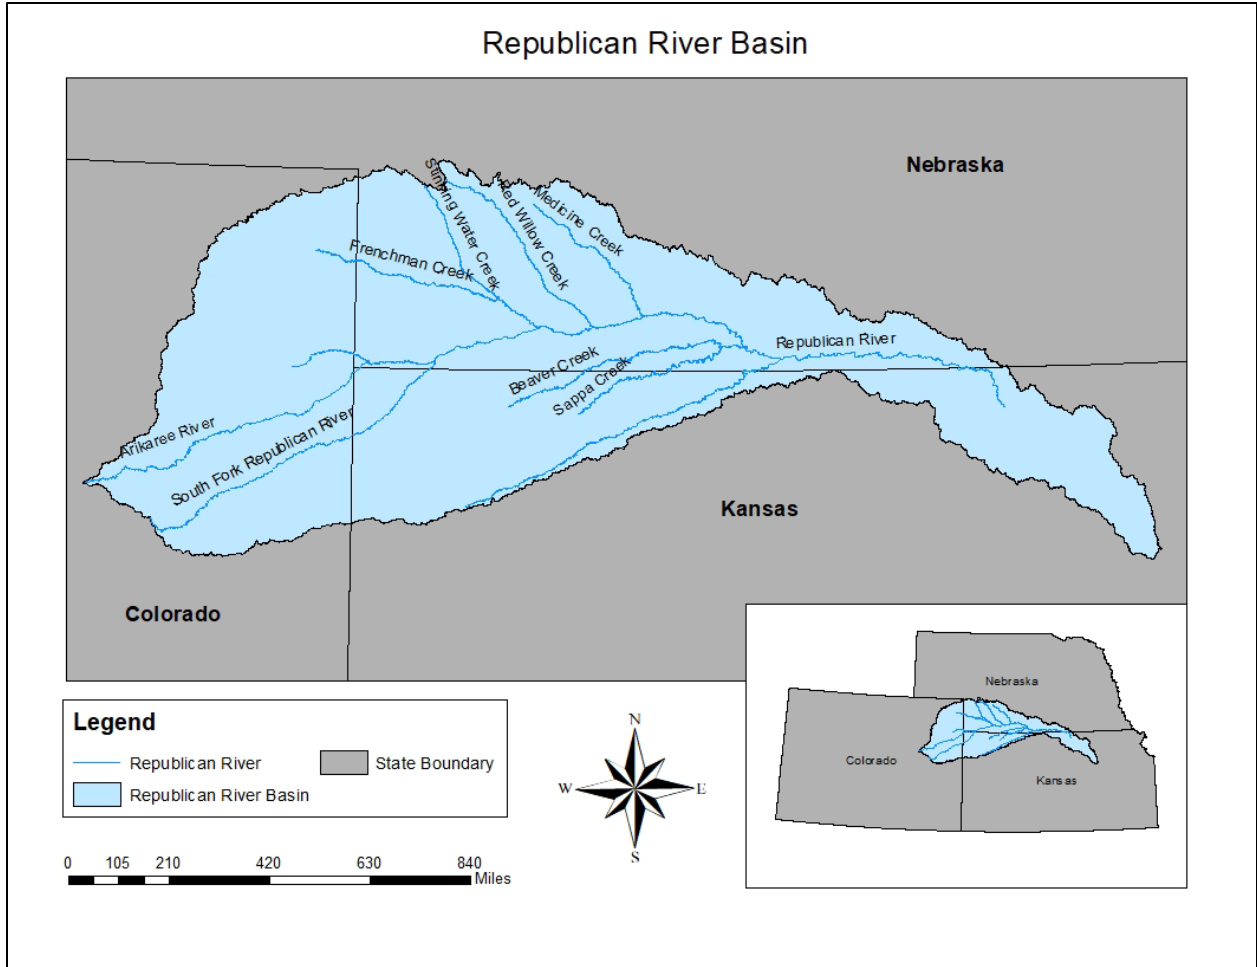 Republican River Basin
Nebraska
Stinking Water Creek
Red Willow Creek
Medicine Creek
Frenchman Creek
Republican River
Beaver Creek
Sappa Creek
Arikaree River
South Fork Republican River
Kansas
Colorado
Legend
Republican River
State Boundary
Republican River Basin
N
W
E
S
0 105 210 420 630 840
Miles
Nebraska
Colorado
Kansas